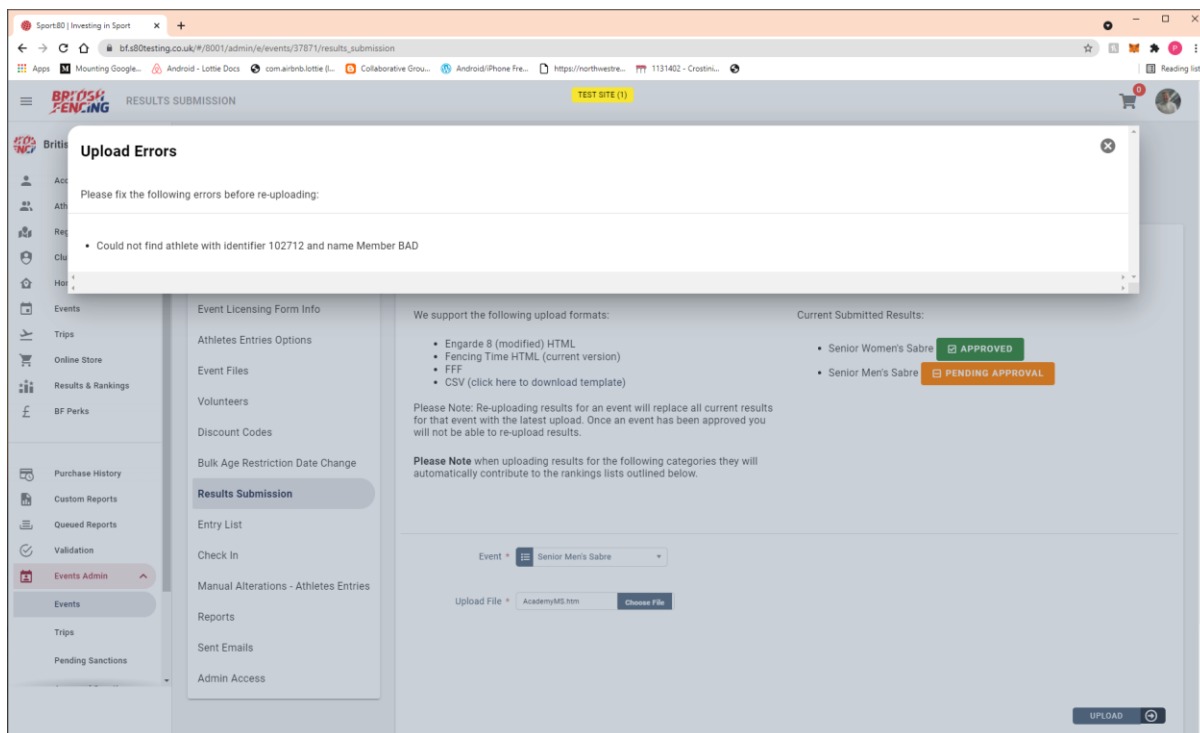 Sport:80 | Investing in Sport
bf.s80testing.co.uk/#/8001/admin/e/events/37871/results_submission
Apps
Mounting Google...
Android - Lottie Docs
com.airbnb.lottie (l...
Collaborative Grou...
Android/iPhone Fre...
https://northwestre...
1131402 - Crostini...
Reading list
BRITISH
FENCING
RESULTS SUBMISSION
TEST SITE (1)
0
Britis
Acc
Ath
Reg
Clu
Hor
Events
Trips
Online Store
Results & Rankings
BF Perks
Purchase History
Custom Reports
Queued Reports
Validation
Events Admin
Events
Trips
Pending Sanctions
Upload Errors
Please fix the following errors before re-uploading:
• Could not find athlete with identifier 102712 and name Member BAD
Event Licensing Form Info
Athletes Entries Options
Event Files
Volunteers
Discount Codes
Bulk Age Restriction Date Change
Results Submission
Entry List
Check In
Manual Alterations - Athletes Entries
Reports
Sent Emails
Admin Access
We support the following upload formats:
• Engarde 8 (modified) HTML
• Fencing Time HTML (current version)
• FFF
• CSV (click here to download template)
Please Note: Re-uploading results for an event will replace all current results
for that event with the latest upload. Once an event has been approved you
will not be able to re-upload results.
Please Note when uploading results for the following categories they will
automatically contribute to the rankings lists outlined below.
Current Submitted Results:
• Senior Women's Sabre APPROVED
• Senior Men's Sabre PENDING APPROVAL
Event * Senior Men's Sabre
Upload File * AcademyMS.htm Choose File
UPLOAD